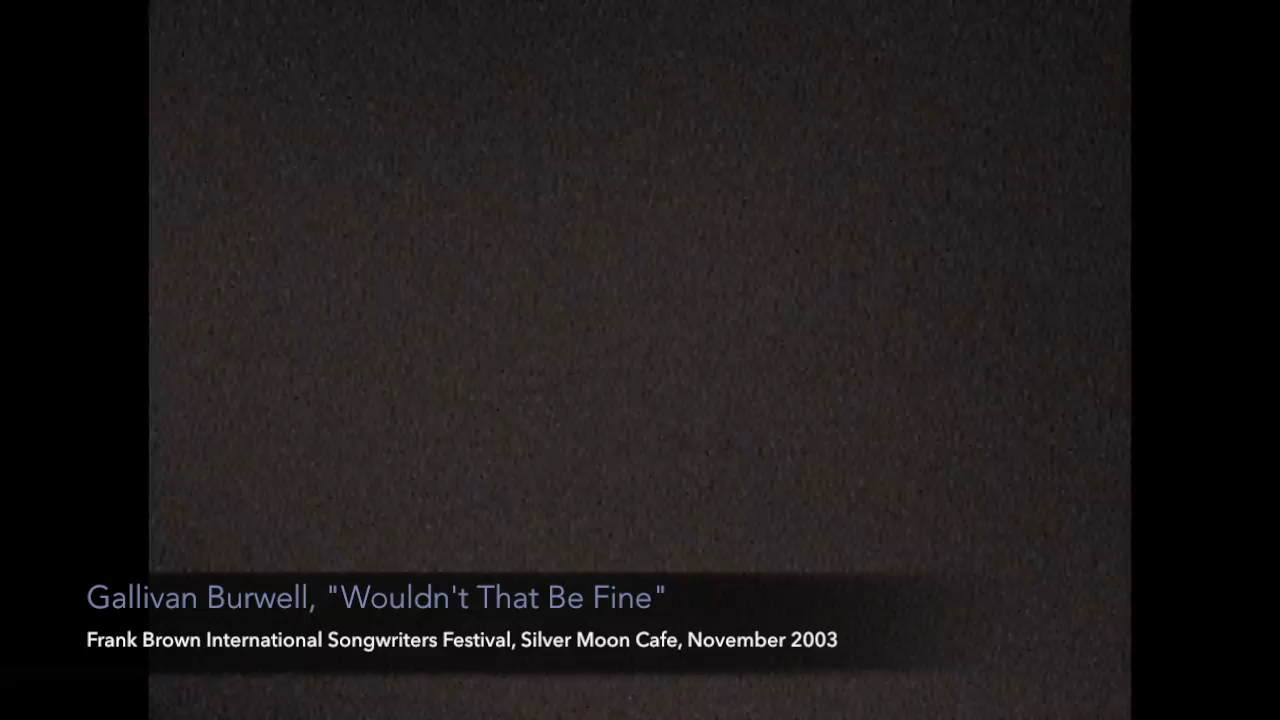 Gallivan Burwell, "Wouldn't That Be Fine"
Frank Brown International Songwriters Festival, Silver Moon Cafe, November 2003